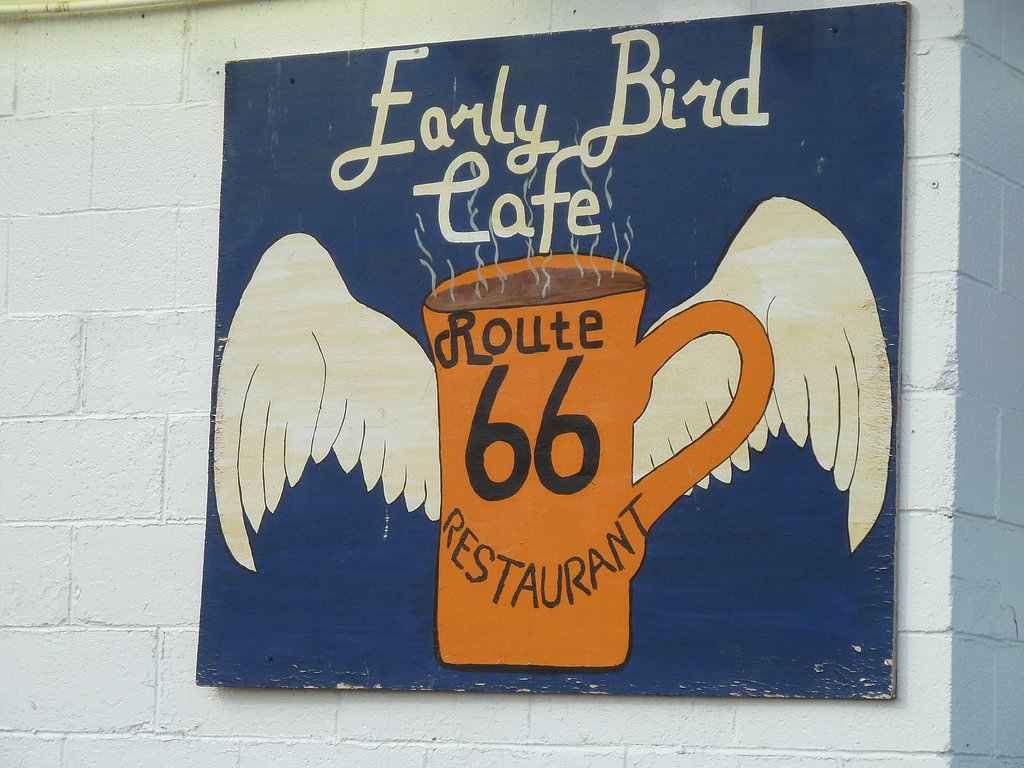 Early Bird
Cafe
Route
66
RESTAURANT